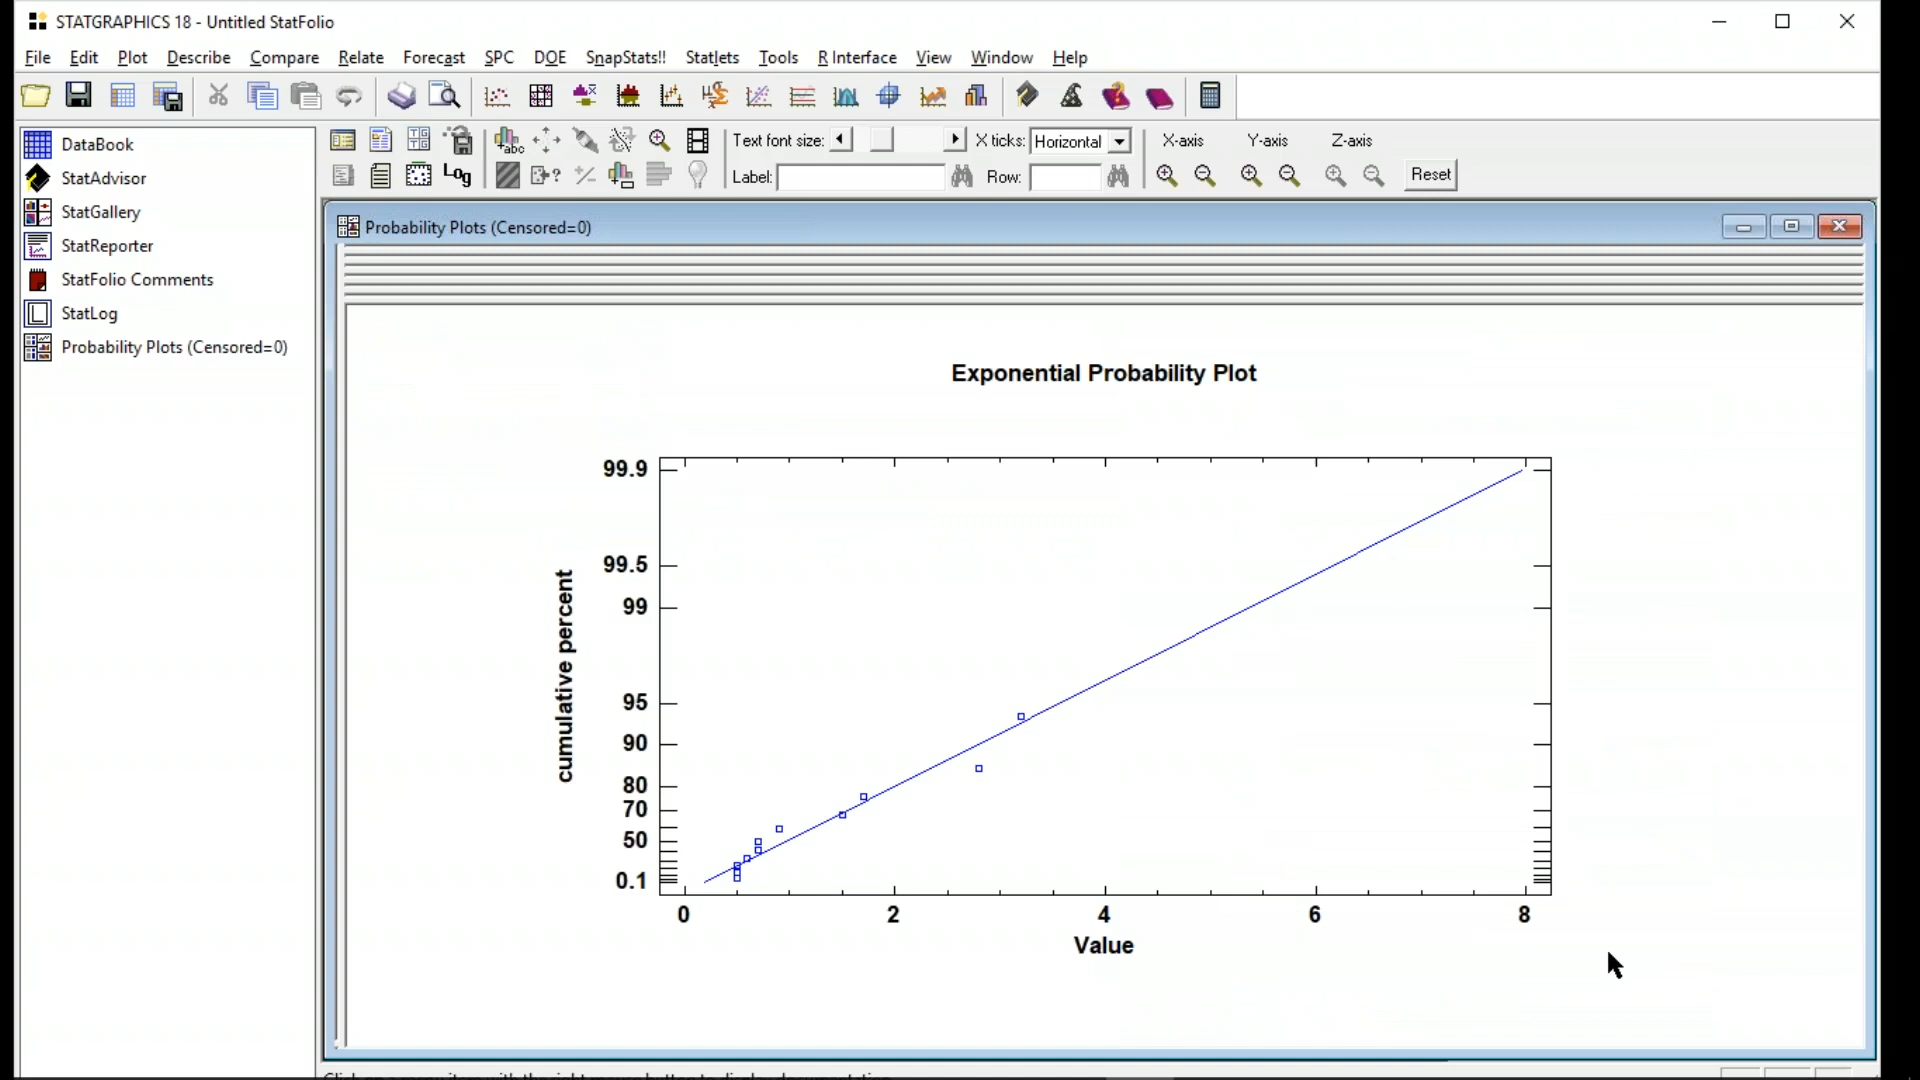 STATGRAPHICS 18 - Untitled StatFolio
File Edit Plot Describe Compare Relate Forecast SPC DOE SnapStats!! Statlets Tools R Interface View Window Help
DataBook
StatAdvisor
StatGallery
StatReporter
StatFolio Comments
StatLog
Probability Plots (Censored=0)
Text font size: X ticks: Horizontal X-axis Y-axis Z-axis
Log Label: Row: Reset
Probability Plots (Censored=0)
Exponential Probability Plot
99.9
99.5
99
95
90
80
70
50
0.1
cumulative percent
0 2 4 6 8
Value